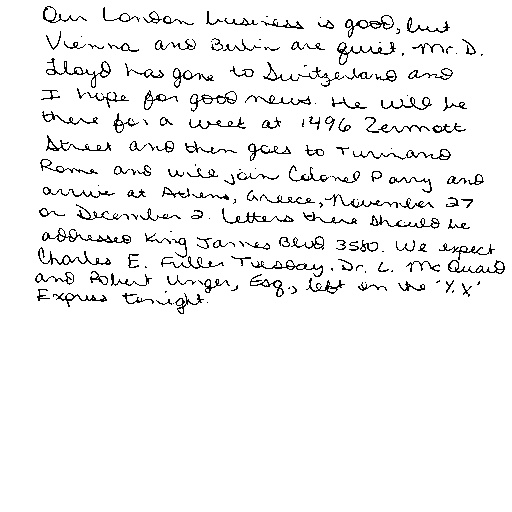 Our London business is good, but
Vienna and Berlin are quiet. Mr. D.
Lloyd has gone to Switzerland and
I hope for good news. He will be
there for a week at 1496 Zermott
Street and then goes to Turin and
Rome and will join Colonel Parry and
arrive at Athens, Greece, November 27
or December 2. Letters there should be
addressed King James Blvd 3580. We expect
Charles E. Fuller Tuesday. Dr. L. McQuaid
and Robert Unger, Esq., left on the 'Y.X'
Express tonight.